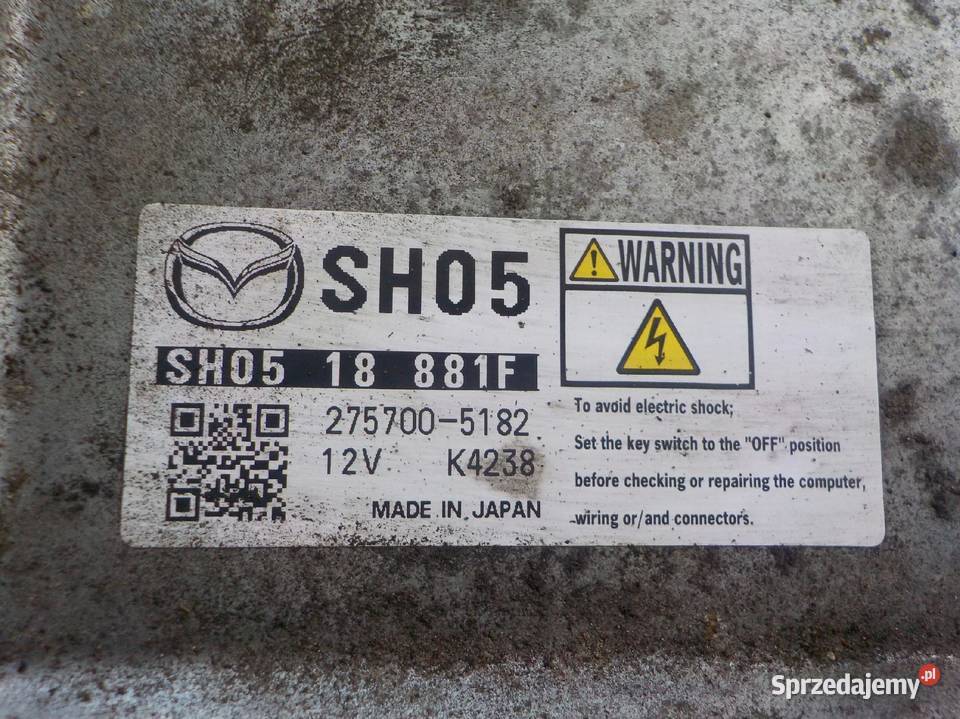 SH05
SH05 18 881F
275700-5182
12V K4238
MADE IN JAPAN
WARNING
To avoid electric shock;
Set the key switch to the "OFF" position
before checking or repairing the computer,
wiring or/and connectors.
Sprzedajemy.pl